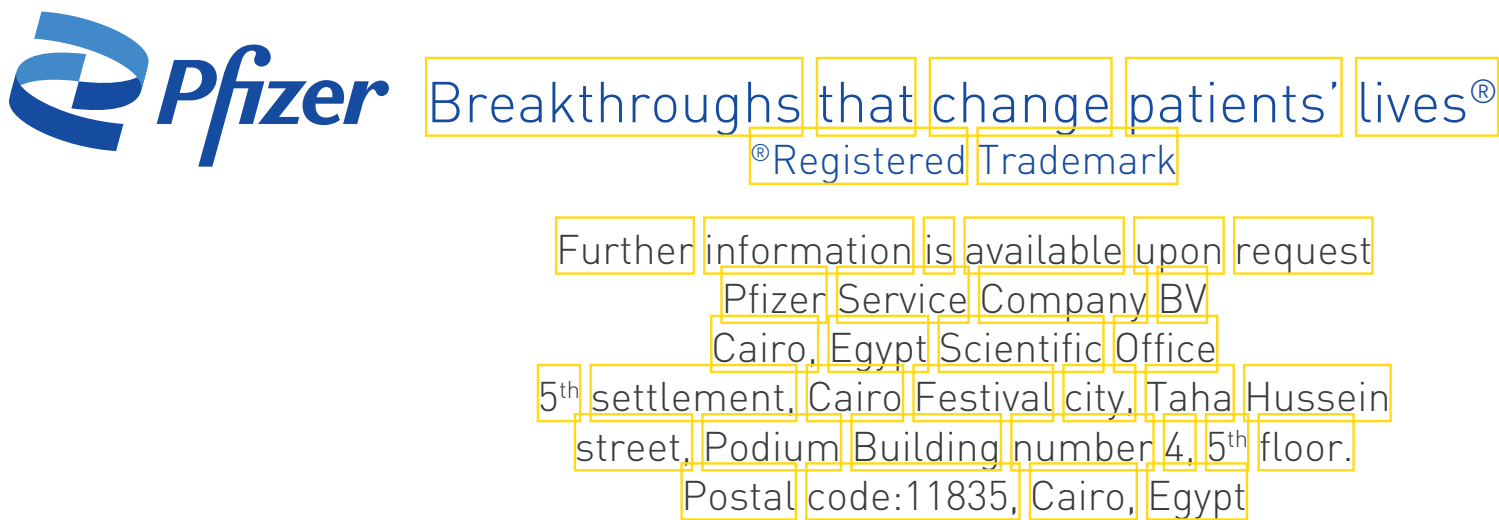 Pfizer
Breakthroughs that change patients’ lives®
®Registered Trademark
Further information is available upon request
Pfizer Service Company BV
Cairo, Egypt Scientific Office
5th settlement, Cairo Festival city, Taha Hussein
street, Podium Building number 4, 5th floor.
Postal code:11835, Cairo, Egypt